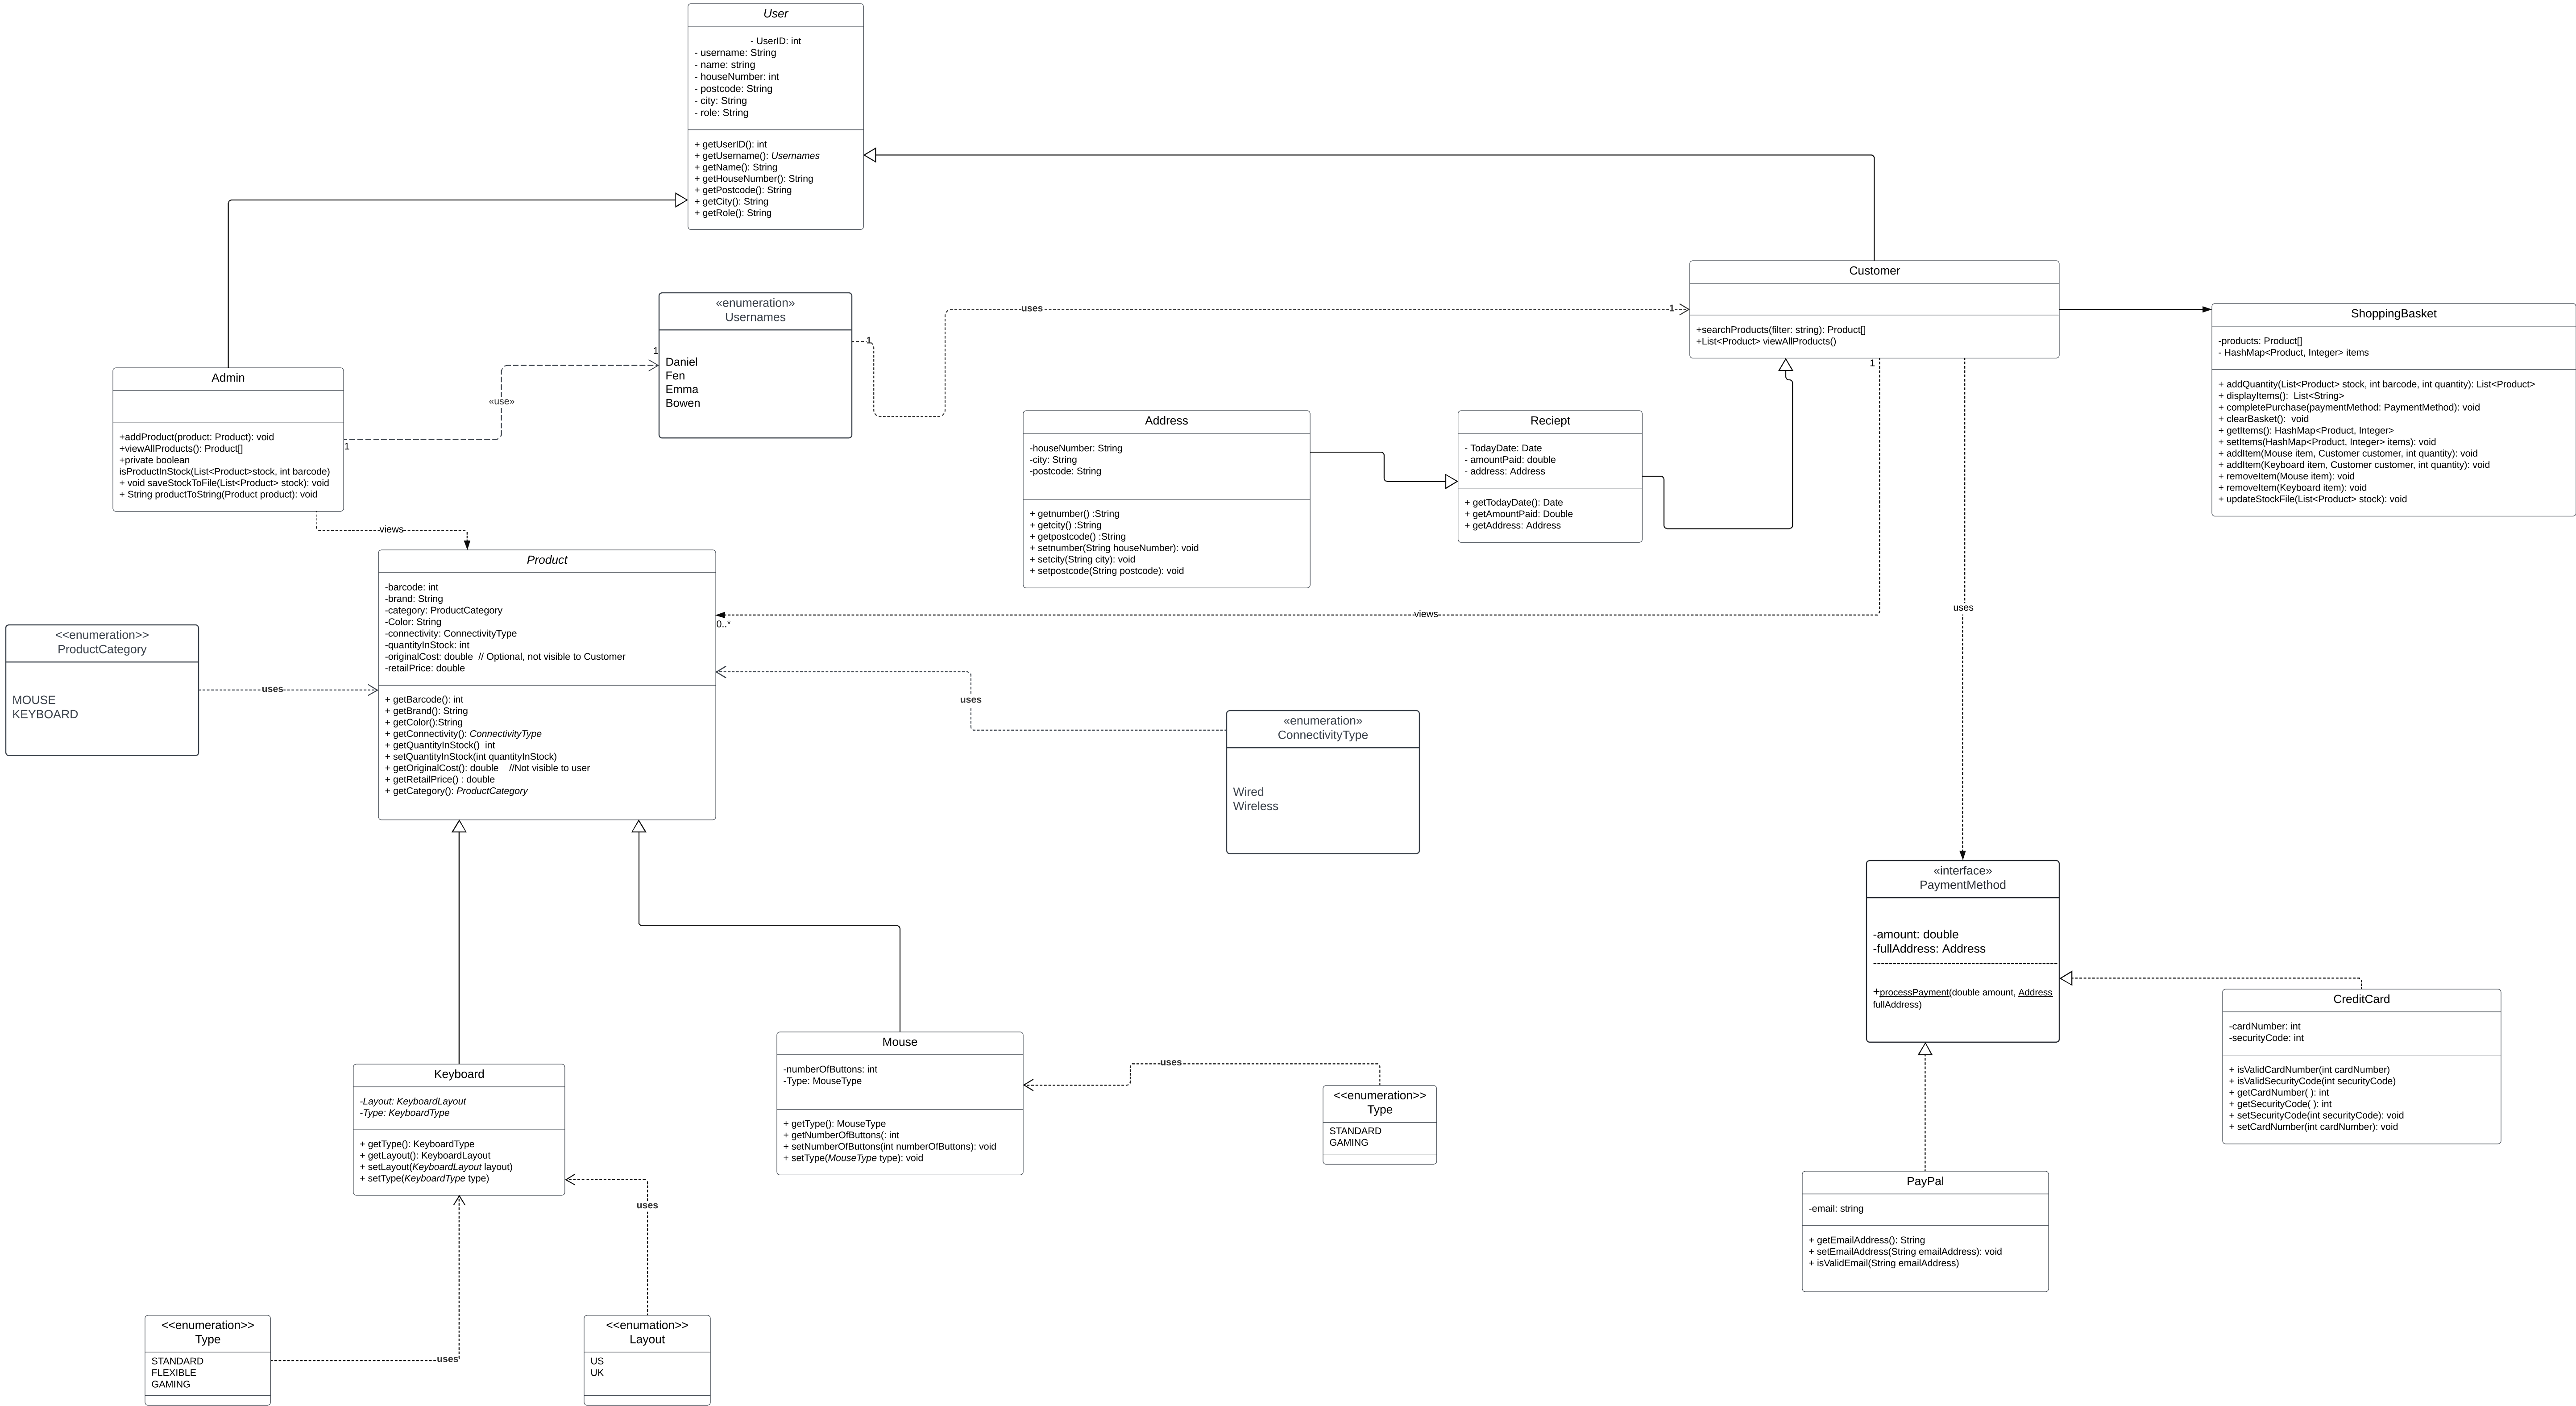 User
- UserID: int
- username: String
- name: string
- houseNumber: int
- postcode: String
- city: String
- role: String
+ getUserID(): int
+ getUsername(): Usernames
+ getName(): String
+ getHouseNumber(): String
+ getPostcode(): String
+ getCity(): String
+ getRole(): String
Customer
+searchProducts(filter: string): Product[]
+List<Product> viewAllProducts()
1
1
ShoppingBasket
-products: Product[]
- HashMap<Product, Integer> items
+ addQuantity(List<Product> stock, int barcode, int quantity): List<Product>
+ displayItems():  List<String>
+ completePurchase(paymentMethod: PaymentMethod): void
+ clearBasket():  void
+ getItems(): HashMap<Product, Integer>
+ setItems(HashMap<Product, Integer> items): void
+ addItem(Mouse item, Customer customer, int quantity): void
+ addItem(Keyboard item, Customer customer, int quantity): void
+ removeItem(Mouse item): void
+ removeItem(Keyboard item): void
+ updateStockFile(List<Product> stock): void
«enumeration»
Usernames
Daniel
Fen
Emma
Bowen
uses
1
1
«use»
1
Admin
+addProduct(product: Product): void
+viewAllProducts(): Product[]
+private boolean
isProductInStock(List<Product>stock, int barcode)
+ void saveStockToFile(List<Product> stock): void
+ String productToString(Product product): void
views
Address
-houseNumber: String
-city: String
-postcode: String
+ getnumber() :String
+ getcity() :String
+ getpostcode() :String
+ setnumber(String houseNumber): void
+ setcity(String city): void
+ setpostcode(String postcode): void
Reciept
- TodayDate: Date
- amountPaid: double
- address: Address
+ getTodayDate(): Date
+ getAmountPaid: Double
+ getAddress: Address
Product
-barcode: int
-brand: String
-category: ProductCategory
-Color: String
-connectivity: ConnectivityType
-quantityInStock: int
-originalCost: double  // Optional, not visible to Customer
-retailPrice: double
+ getBarcode(): int
+ getBrand(): String
+ getColor():String
+ getConnectivity(): ConnectivityType
+ getQuantityInStock()  int
+ setQuantityInStock(int quantityInStock)
+ getOriginalCost(): double    //Not visible to user
+ getRetailPrice() : double
+ getCategory(): ProductCategory
0..*
views
uses
<<enumeration>>
ProductCategory
MOUSE
KEYBOARD
uses
uses
«enumeration»
ConnectivityType
Wired
Wireless
«interface»
PaymentMethod
-amount: double
-fullAddress: Address
+processPayment(double amount, Address
fullAddress)
CreditCard
-cardNumber: int
-securityCode: int
+ isValidCardNumber(int cardNumber)
+ isValidSecurityCode(int securityCode)
+ getCardNumber( ): int
+ getSecurityCode( ): int
+ setSecurityCode(int securityCode): void
+ setCardNumber(int cardNumber): void
Mouse
-numberOfButtons: int
-Type: MouseType
+ getType(): MouseType
+ getNumberOfButtons(: int
+ setNumberOfButtons(int numberOfButtons): void
+ setType(MouseType type): void
uses
<<enumeration>>
Type
STANDARD
GAMING
Keyboard
-Layout: KeyboardLayout
-Type: KeyboardType
+ getType(): KeyboardType
+ getLayout(): KeyboardLayout
+ setLayout(KeyboardLayout layout)
+ setType(KeyboardType type)
uses
PayPal
-email: string
+ getEmailAddress(): String
+ setEmailAddress(String emailAddress): void
+ isValidEmail(String emailAddress)
<<enumeration>>
Type
STANDARD
FLEXIBLE
GAMING
uses
<<enumation>>
Layout
US
UK